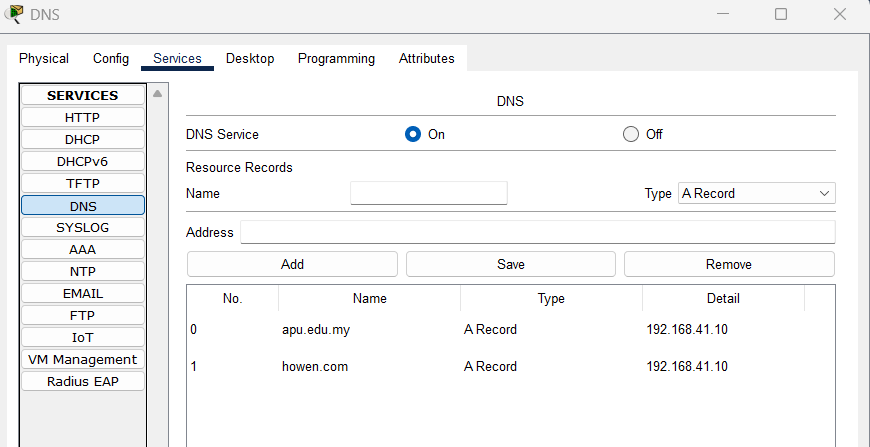 DNS
Physical Config Services Desktop Programming Attributes
SERVICES
HTTP
DHCP
DHCPv6
TFTP
DNS
SYSLOG
AAA
NTP
EMAIL
FTP
IoT
VM Management
Radius EAP
DNS
DNS Service On Off
Resource Records
Name Type A Record
Address
Add Save Remove
No. Name Type Detail
0 apu.edu.my A Record 192.168.41.10
1 howen.com A Record 192.168.41.10